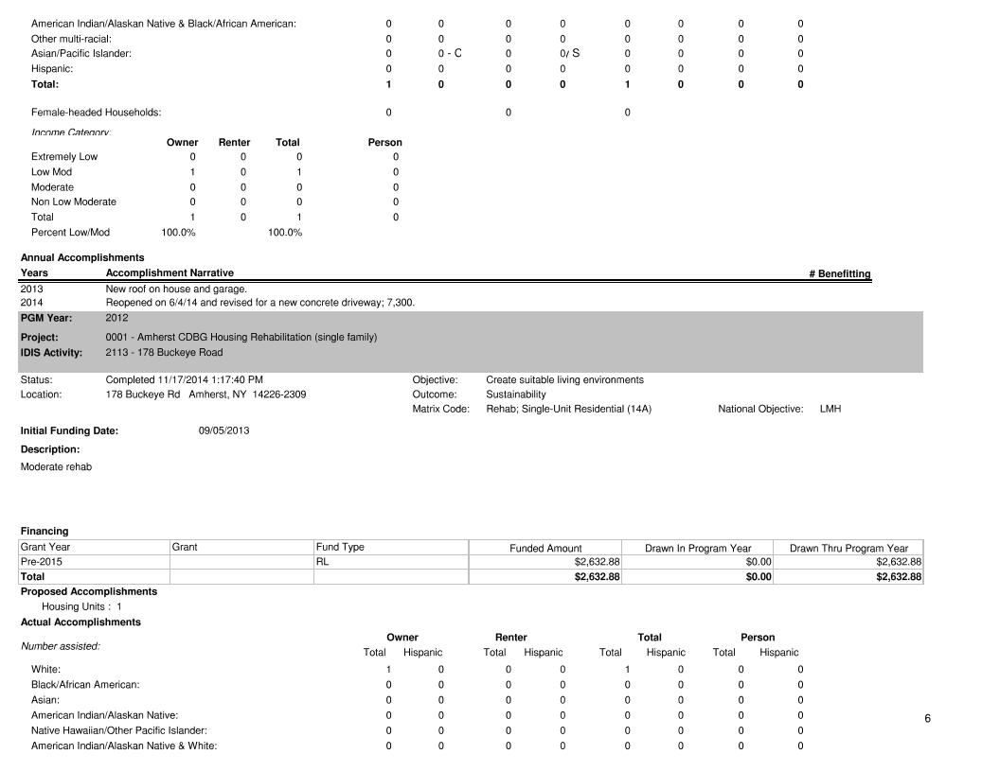 American Indian/Alaskan Native & Black/African American: 0 0 0 0 0 0 0 0
Other multi-racial: 0 0 0 0 0 0 0 0
Asian/Pacific Islander: 0 0 - C 0 0/ S 0 0 0 0
Hispanic: 0 0 0 0 0 0 0 0
Total: 1 0 0 0 1 0 0 0
Female-headed Households: 0 0 0
Income Category:
Owner Renter Total Person
Extremely Low 0 0 0 0
Low Mod 1 0 1 0
Moderate 0 0 0 0
Non Low Moderate 0 0 0 0
Total 1 0 1 0
Percent Low/Mod 100.0% 100.0%
Annual Accomplishments
Years Accomplishment Narrative # Benefitting
2013 New roof on house and garage.
2014 Reopened on 6/4/14 and revised for a new concrete driveway; 7,300.
PGM Year: 2012
Project: 0001 - Amherst CDBG Housing Rehabilitation (single family)
IDIS Activity: 2113 - 178 Buckeye Road
Status: Completed 11/17/2014 1:17:40 PM Objective: Create suitable living environments
Location: 178 Buckeye Rd Amherst, NY 14226-2309 Outcome: Sustainability
Matrix Code: Rehab; Single-Unit Residential (14A) National Objective: LMH
Initial Funding Date: 09/05/2013
Description:
Moderate rehab
Financing
Grant Year Grant Fund Type Funded Amount Drawn In Program Year Drawn Thru Program Year
Pre-2015 RL $2,632.88 $0.00 $2,632.88
Total $2,632.88 $0.00 $2,632.88
Proposed Accomplishments
Housing Units : 1
Actual Accomplishments
Owner Renter Total Person
Number assisted: Total Hispanic Total Hispanic Total Hispanic Total Hispanic
White: 1 0 0 0 1 0 0 0
Black/African American: 0 0 0 0 0 0 0 0
Asian: 0 0 0 0 0 0 0 0
American Indian/Alaskan Native: 0 0 0 0 0 0 0 0
Native Hawaiian/Other Pacific Islander: 0 0 0 0 0 0 0 0
American Indian/Alaskan Native & White: 0 0 0 0 0 0 0 0
6